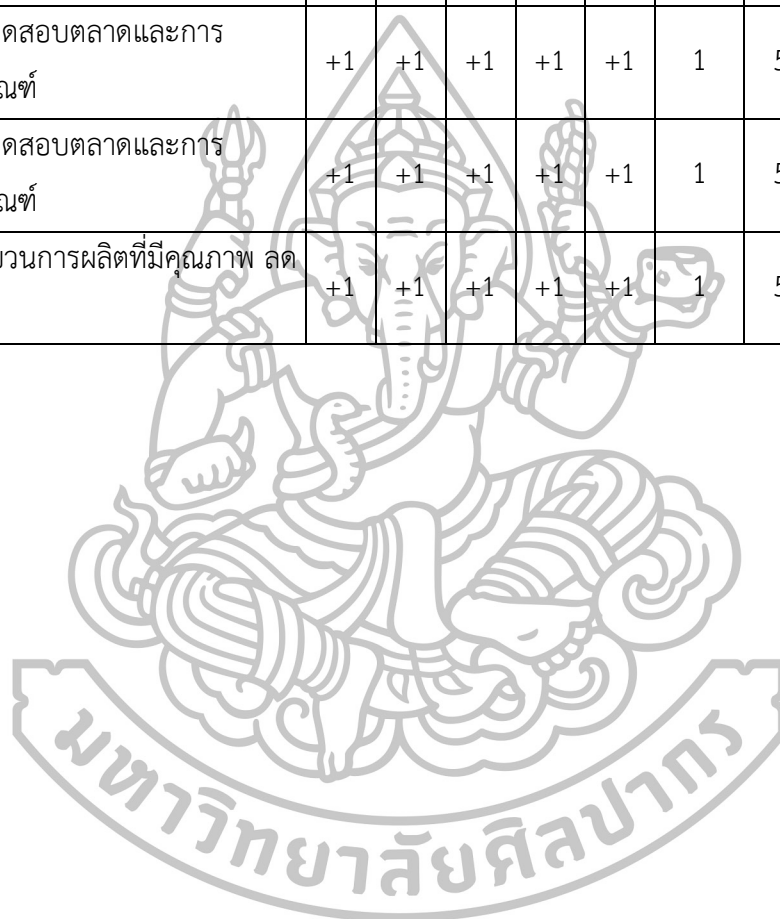 ดสอบตลาดและการ
ณฑ์
+1 +1 +1 +1 +1 1 5
ดสอบตลาดและการ
ณฑ์
+1 +1 +1 +1 +1 1 5
วนการผลิตที่มีคุณภาพ ลด
+1 +1 +1 +1 +1 1 5
มหาวิทยาลัยศิลปากร